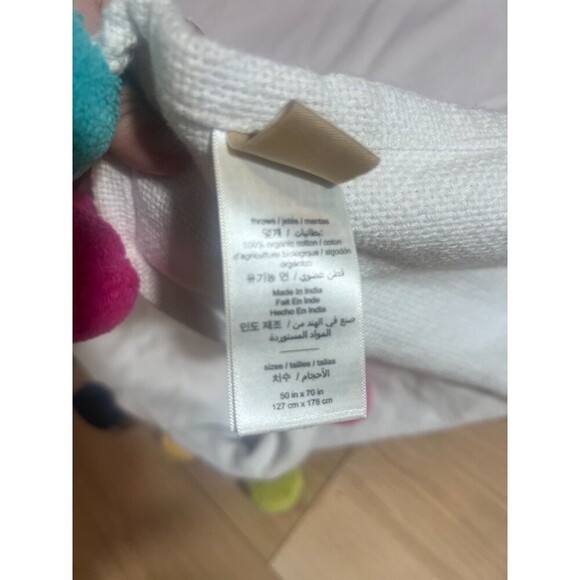 throws / jetés / mantas
덮개 / بطانيات:
100% organic cotton / coton
d'agriculture biologique / algodón
orgánico
유기농 면 / قطن عضوي
Made In India
Fait En Inde
Hecho En India
인도 제조 / صنع في الهند من
المواد المستوردة
sizes / tailles / tallas
치수 / الأحجام
50 in x 70 in
127 cm x 178 cm